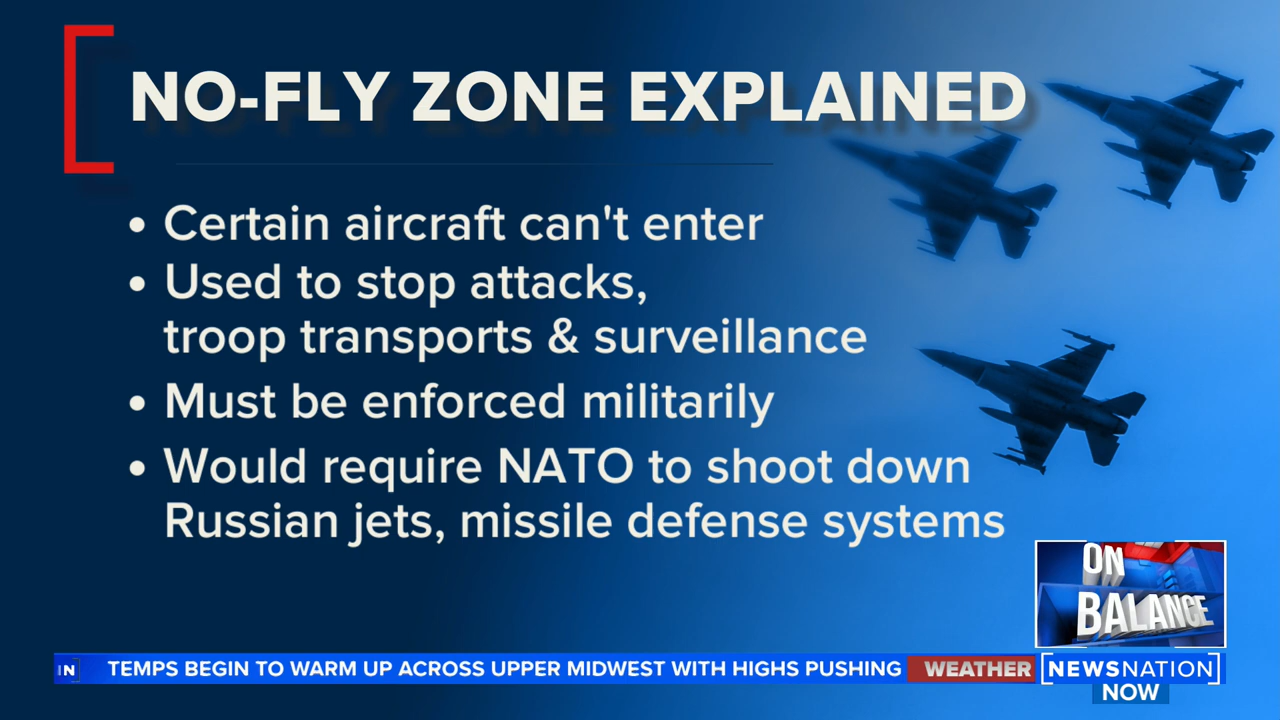 NO-FLY ZONE EXPLAINED
• Certain aircraft can't enter
• Used to stop attacks,
troop transports & surveillance
• Must be enforced militarily
• Would require NATO to shoot down
Russian jets, missile defense systems
ON
BALANCE
IN TEMPS BEGIN TO WARM UP ACROSS UPPER MIDWEST WITH HIGHS PUSHING WEATHER NEWSNATION
NOW